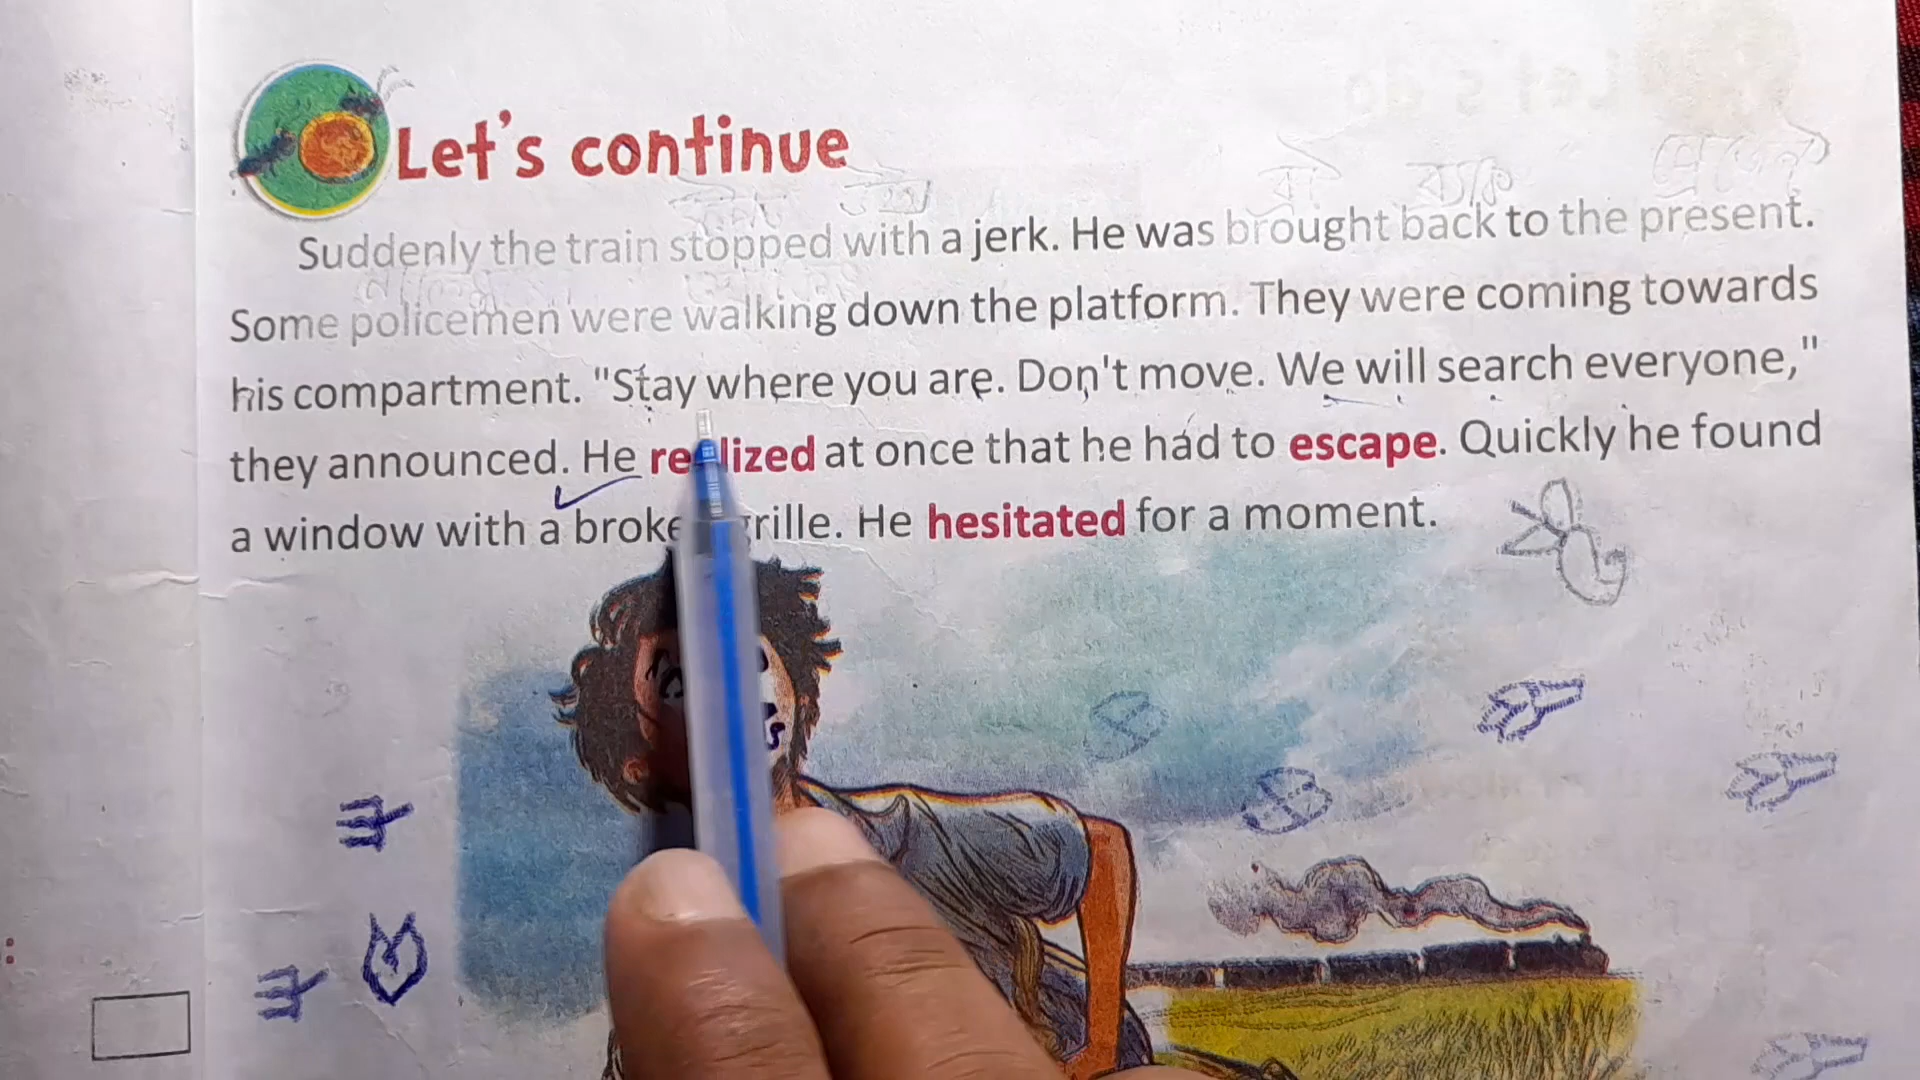 Let's continue
Suddenly the train stopped with a jerk. He was brought back to the present.
Some policemen were walking down the platform. They were coming towards
his compartment. "Stay where you are. Don't move. We will search everyone,"
they announced. He realized at once that he had to escape. Quickly he found
a window with a broken grille. He hesitated for a moment.